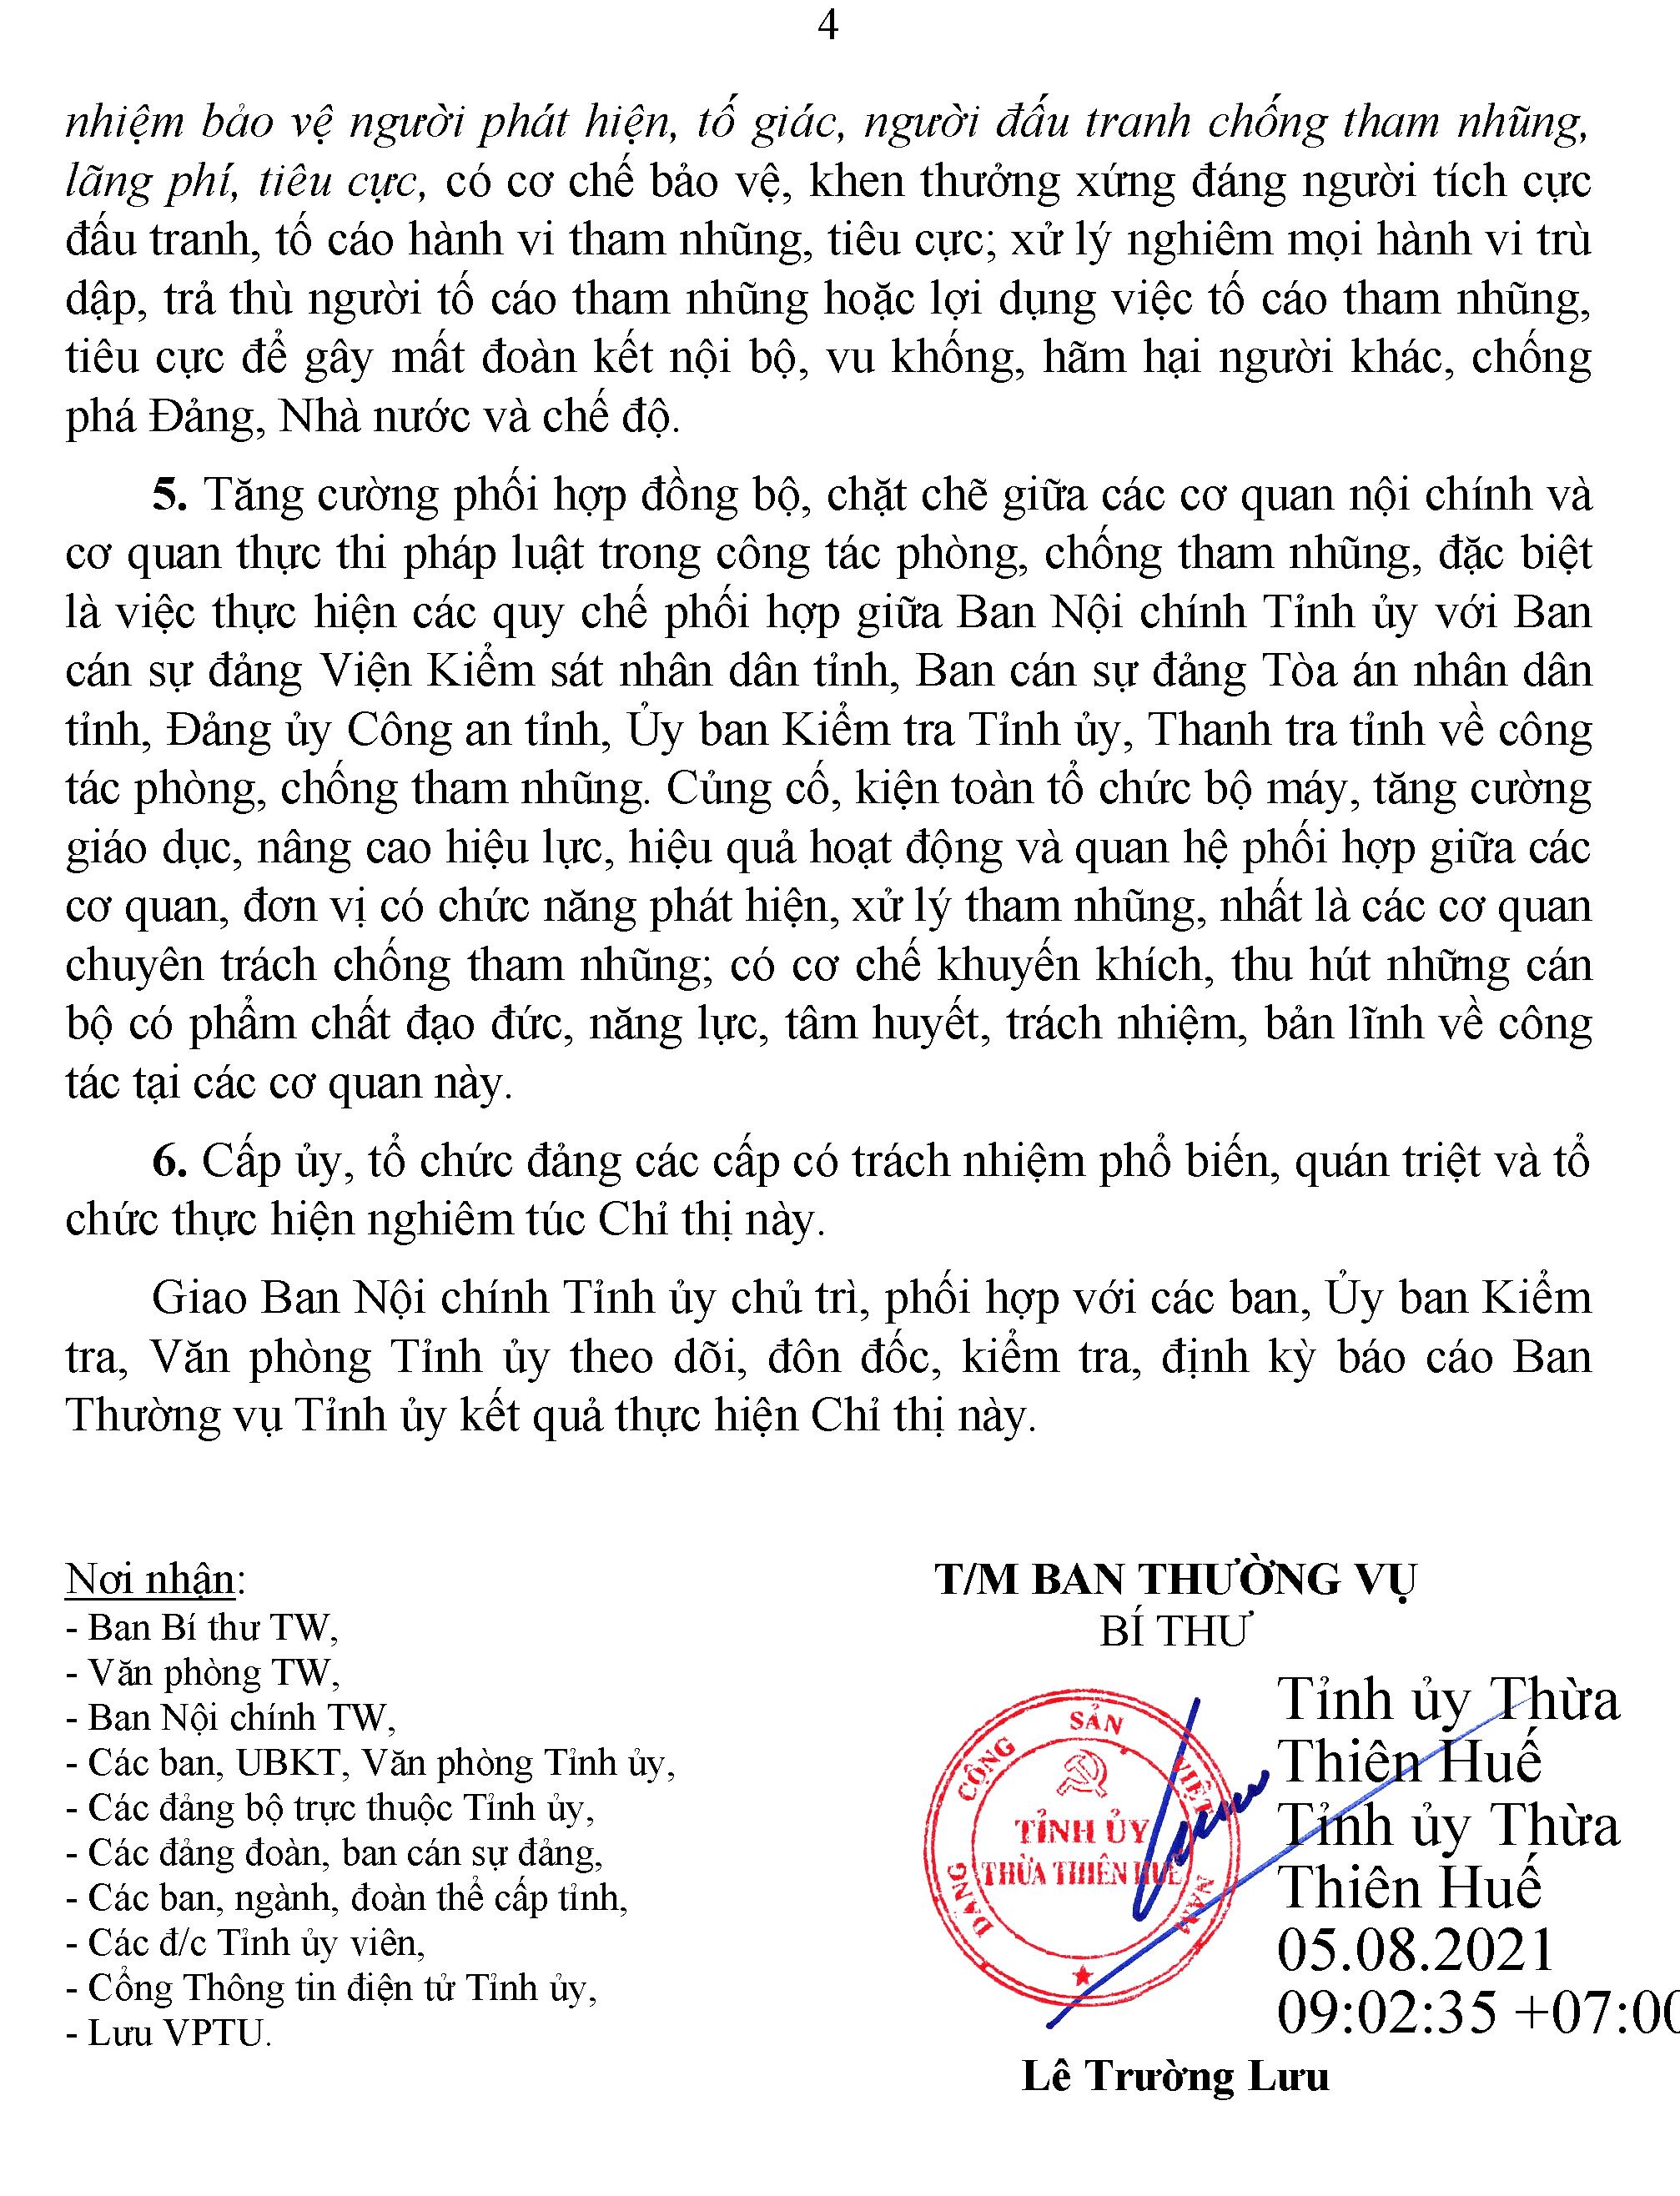 4
nhiệm bảo vệ người phát hiện, tố giác, người đấu tranh chống tham nhũng,
lãng phí, tiêu cực, có cơ chế bảo vệ, khen thưởng xứng đáng người tích cực
đấu tranh, tố cáo hành vi tham nhũng, tiêu cực; xử lý nghiêm mọi hành vi trù
dập, trả thù người tố cáo tham nhũng hoặc lợi dụng việc tố cáo tham nhũng,
tiêu cực để gây mất đoàn kết nội bộ, vu khống, hãm hại người khác, chống
phá Đảng, Nhà nước và chế độ.
5. Tăng cường phối hợp đồng bộ, chặt chẽ giữa các cơ quan nội chính và
cơ quan thực thi pháp luật trong công tác phòng, chống tham nhũng, đặc biệt
là việc thực hiện các quy chế phối hợp giữa Ban Nội chính Tỉnh ủy với Ban
cán sự đảng Viện Kiểm sát nhân dân tỉnh, Ban cán sự đảng Tòa án nhân dân
tỉnh, Đảng ủy Công an tỉnh, Ủy ban Kiểm tra Tỉnh ủy, Thanh tra tỉnh về công
tác phòng, chống tham nhũng. Củng cố, kiện toàn tổ chức bộ máy, tăng cường
giáo dục, nâng cao hiệu lực, hiệu quả hoạt động và quan hệ phối hợp giữa các
cơ quan, đơn vị có chức năng phát hiện, xử lý tham nhũng, nhất là các cơ quan
chuyên trách chống tham nhũng; có cơ chế khuyến khích, thu hút những cán
bộ có phẩm chất đạo đức, năng lực, tâm huyết, trách nhiệm, bản lĩnh về công
tác tại các cơ quan này.
6. Cấp ủy, tổ chức đảng các cấp có trách nhiệm phổ biến, quán triệt và tổ
chức thực hiện nghiêm túc Chỉ thị này.
Giao Ban Nội chính Tỉnh ủy chủ trì, phối hợp với các ban, Ủy ban Kiểm
tra, Văn phòng Tỉnh ủy theo dõi, đôn đốc, kiểm tra, định kỳ báo cáo Ban
Thường vụ Tỉnh ủy kết quả thực hiện Chỉ thị này.
Nơi nhận:
- Ban Bí thư TW,
- Văn phòng TW,
- Ban Nội chính TW,
- Các ban, UBKT, Văn phòng Tỉnh ủy,
- Các đảng bộ trực thuộc Tỉnh ủy,
- Các đảng đoàn, ban cán sự đảng,
- Các ban, ngành, đoàn thể cấp tỉnh,
- Các đ/c Tỉnh ủy viên,
- Cổng Thông tin điện tử Tỉnh ủy,
- Lưu VPTU.
T/M BAN THƯỜNG VỤ
BÍ THƯ
ĐẢNG CỘNG SẢN VIỆT NAM
TỈNH ỦY
THỪA THIÊN HUẾ
Tỉnh ủy Thừa
Thiên Huế
Tỉnh ủy Thừa
Thiên Huế
05.08.2021
09:02:35 +07:00
Lê Trường Lưu